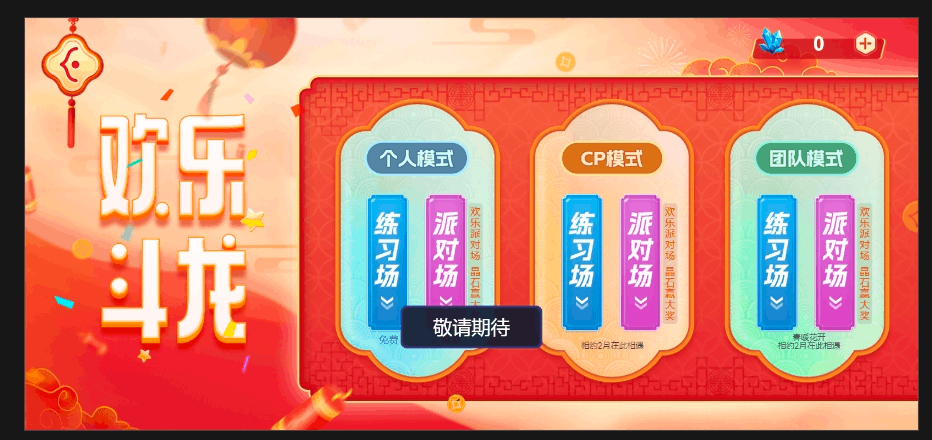 0
欢乐
斗龙
个人模式
练习场
派对场
欢乐派对场 晶石赢大
免费
敬请期待
CP模式
练习场
派对场
欢乐派对场 晶石赢大奖
相约2月在此相遇
团队模式
练习场
派对场
欢乐派对场 晶石赢大奖
春暖花开
相约2月在此相遇